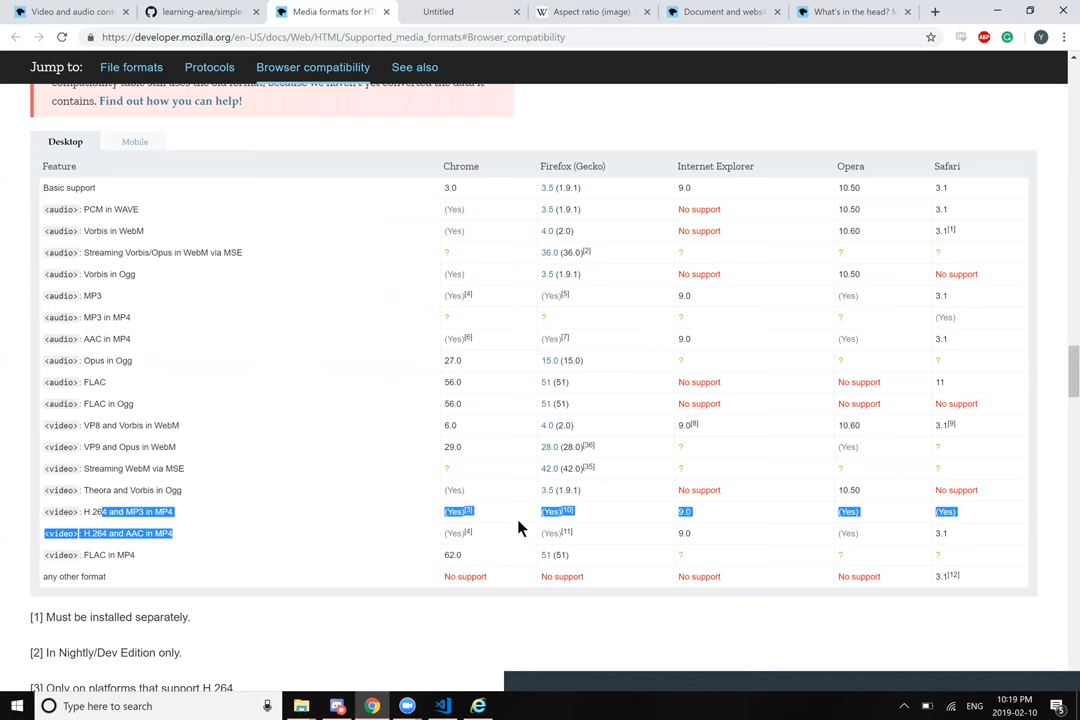 Video and audio conte
learning-area/simple-
Media formats for HTM
Untitled
Aspect ratio (image) -
Document and websit
What's in the head? M
https://developer.mozilla.org/en-US/docs/Web/HTML/Supported_media_formats#Browser_compatibility
ABP
G
Y
Jump to: File formats Protocols Browser compatibility See also
contains. Find out how you can help!
Desktop Mobile
Feature Chrome Firefox (Gecko) Internet Explorer Opera Safari
Basic support 3.0 3.5 (1.9.1) 9.0 10.50 3.1
<audio>: PCM in WAVE (Yes) 3.5 (1.9.1) No support 10.50 3.1
<audio>: Vorbis in WebM (Yes) 4.0 (2.0) No support 10.60 3.1[1]
<audio>: Streaming Vorbis/Opus in WebM via MSE ? 36.0 (36.0)[2] ? ? ?
<audio>: Vorbis in Ogg (Yes) 3.5 (1.9.1) No support 10.50 No support
<audio>: MP3 (Yes)[4] (Yes)[5] 9.0 (Yes) 3.1
<audio>: MP3 in MP4 ? ? ? ? (Yes)
<audio>: AAC in MP4 (Yes)[6] (Yes)[7] 9.0 (Yes) 3.1
<audio>: Opus in Ogg 27.0 15.0 (15.0) ? ? ?
<audio>: FLAC 56.0 51 (51) No support No support 11
<audio>: FLAC in Ogg 56.0 51 (51) No support No support No support
<video>: VP8 and Vorbis in WebM 6.0 4.0 (2.0) 9.0[8] 10.60 3.1[9]
<video>: VP9 and Opus in WebM 29.0 28.0 (28.0)[36] ? (Yes) ?
<video>: Streaming WebM via MSE ? 42.0 (42.0)[35] ? ? ?
<video>: Theora and Vorbis in Ogg (Yes) 3.5 (1.9.1) No support 10.50 No support
<video>: H.264 and MP3 in MP4 (Yes)[3] (Yes)[10] 9.0 (Yes) (Yes)
<video>: H.264 and AAC in MP4 (Yes)[4] (Yes)[11] 9.0 (Yes) 3.1
<video>: FLAC in MP4 62.0 51 (51) ? ? ?
any other format No support No support No support No support 3.1[12]
[1] Must be installed separately.
[2] In Nightly/Dev Edition only.
[3] Only on platforms that support H.264
Type here to search
ENG
10:19 PM
2019-02-10
5